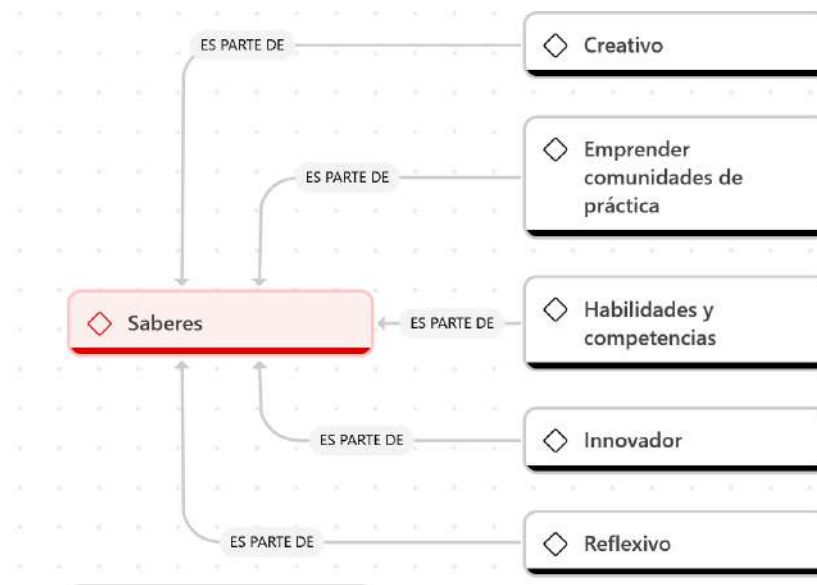 ES PARTE DE
Creativo
ES PARTE DE
Emprender
comunidades de
práctica
Saberes
ES PARTE DE
Habilidades y
competencias
ES PARTE DE
Innovador
ES PARTE DE
Reflexivo